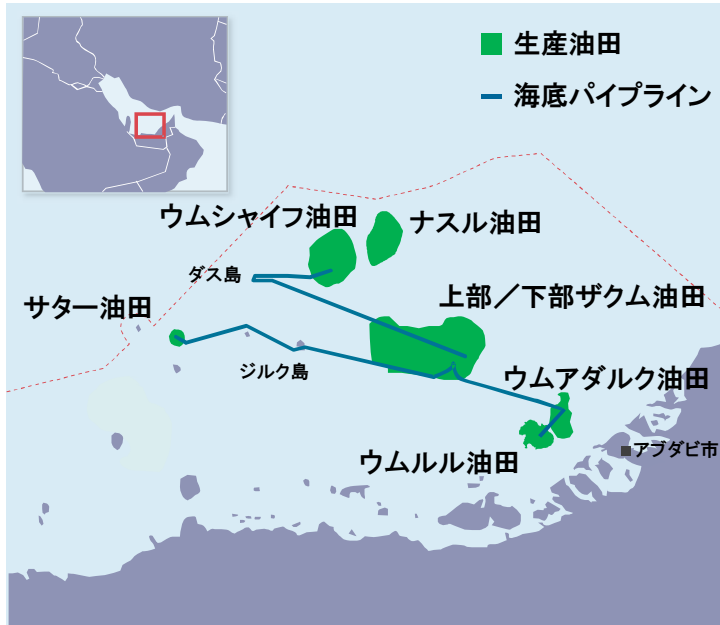 生産油田
海底パイプライン
ウムシャイフ油田
ナスル油田
ダス島
サター油田
上部／下部ザクム油田
ジルク島
ウムアダルク油田
ウムルル油田
アブダビ市